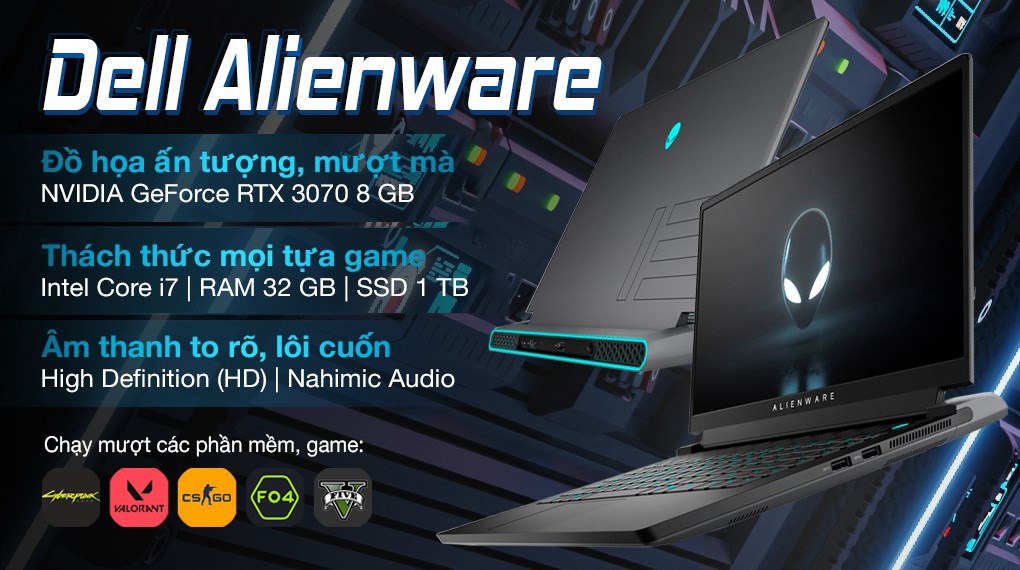 Dell Alienware
Đồ họa ấn tượng, mượt mà
NVIDIA GeForce RTX 3070 8 GB
Thách thức mọi tựa game
Intel Core i7 | RAM 32 GB | SSD 1 TB
Âm thanh to rõ, lôi cuốn
High Definition (HD) | Nahimic Audio
Chạy mượt các phần mềm, game:
Cyberpunk
VALORANT
CS GO
FO4
V
FIVE
ALIENWARE